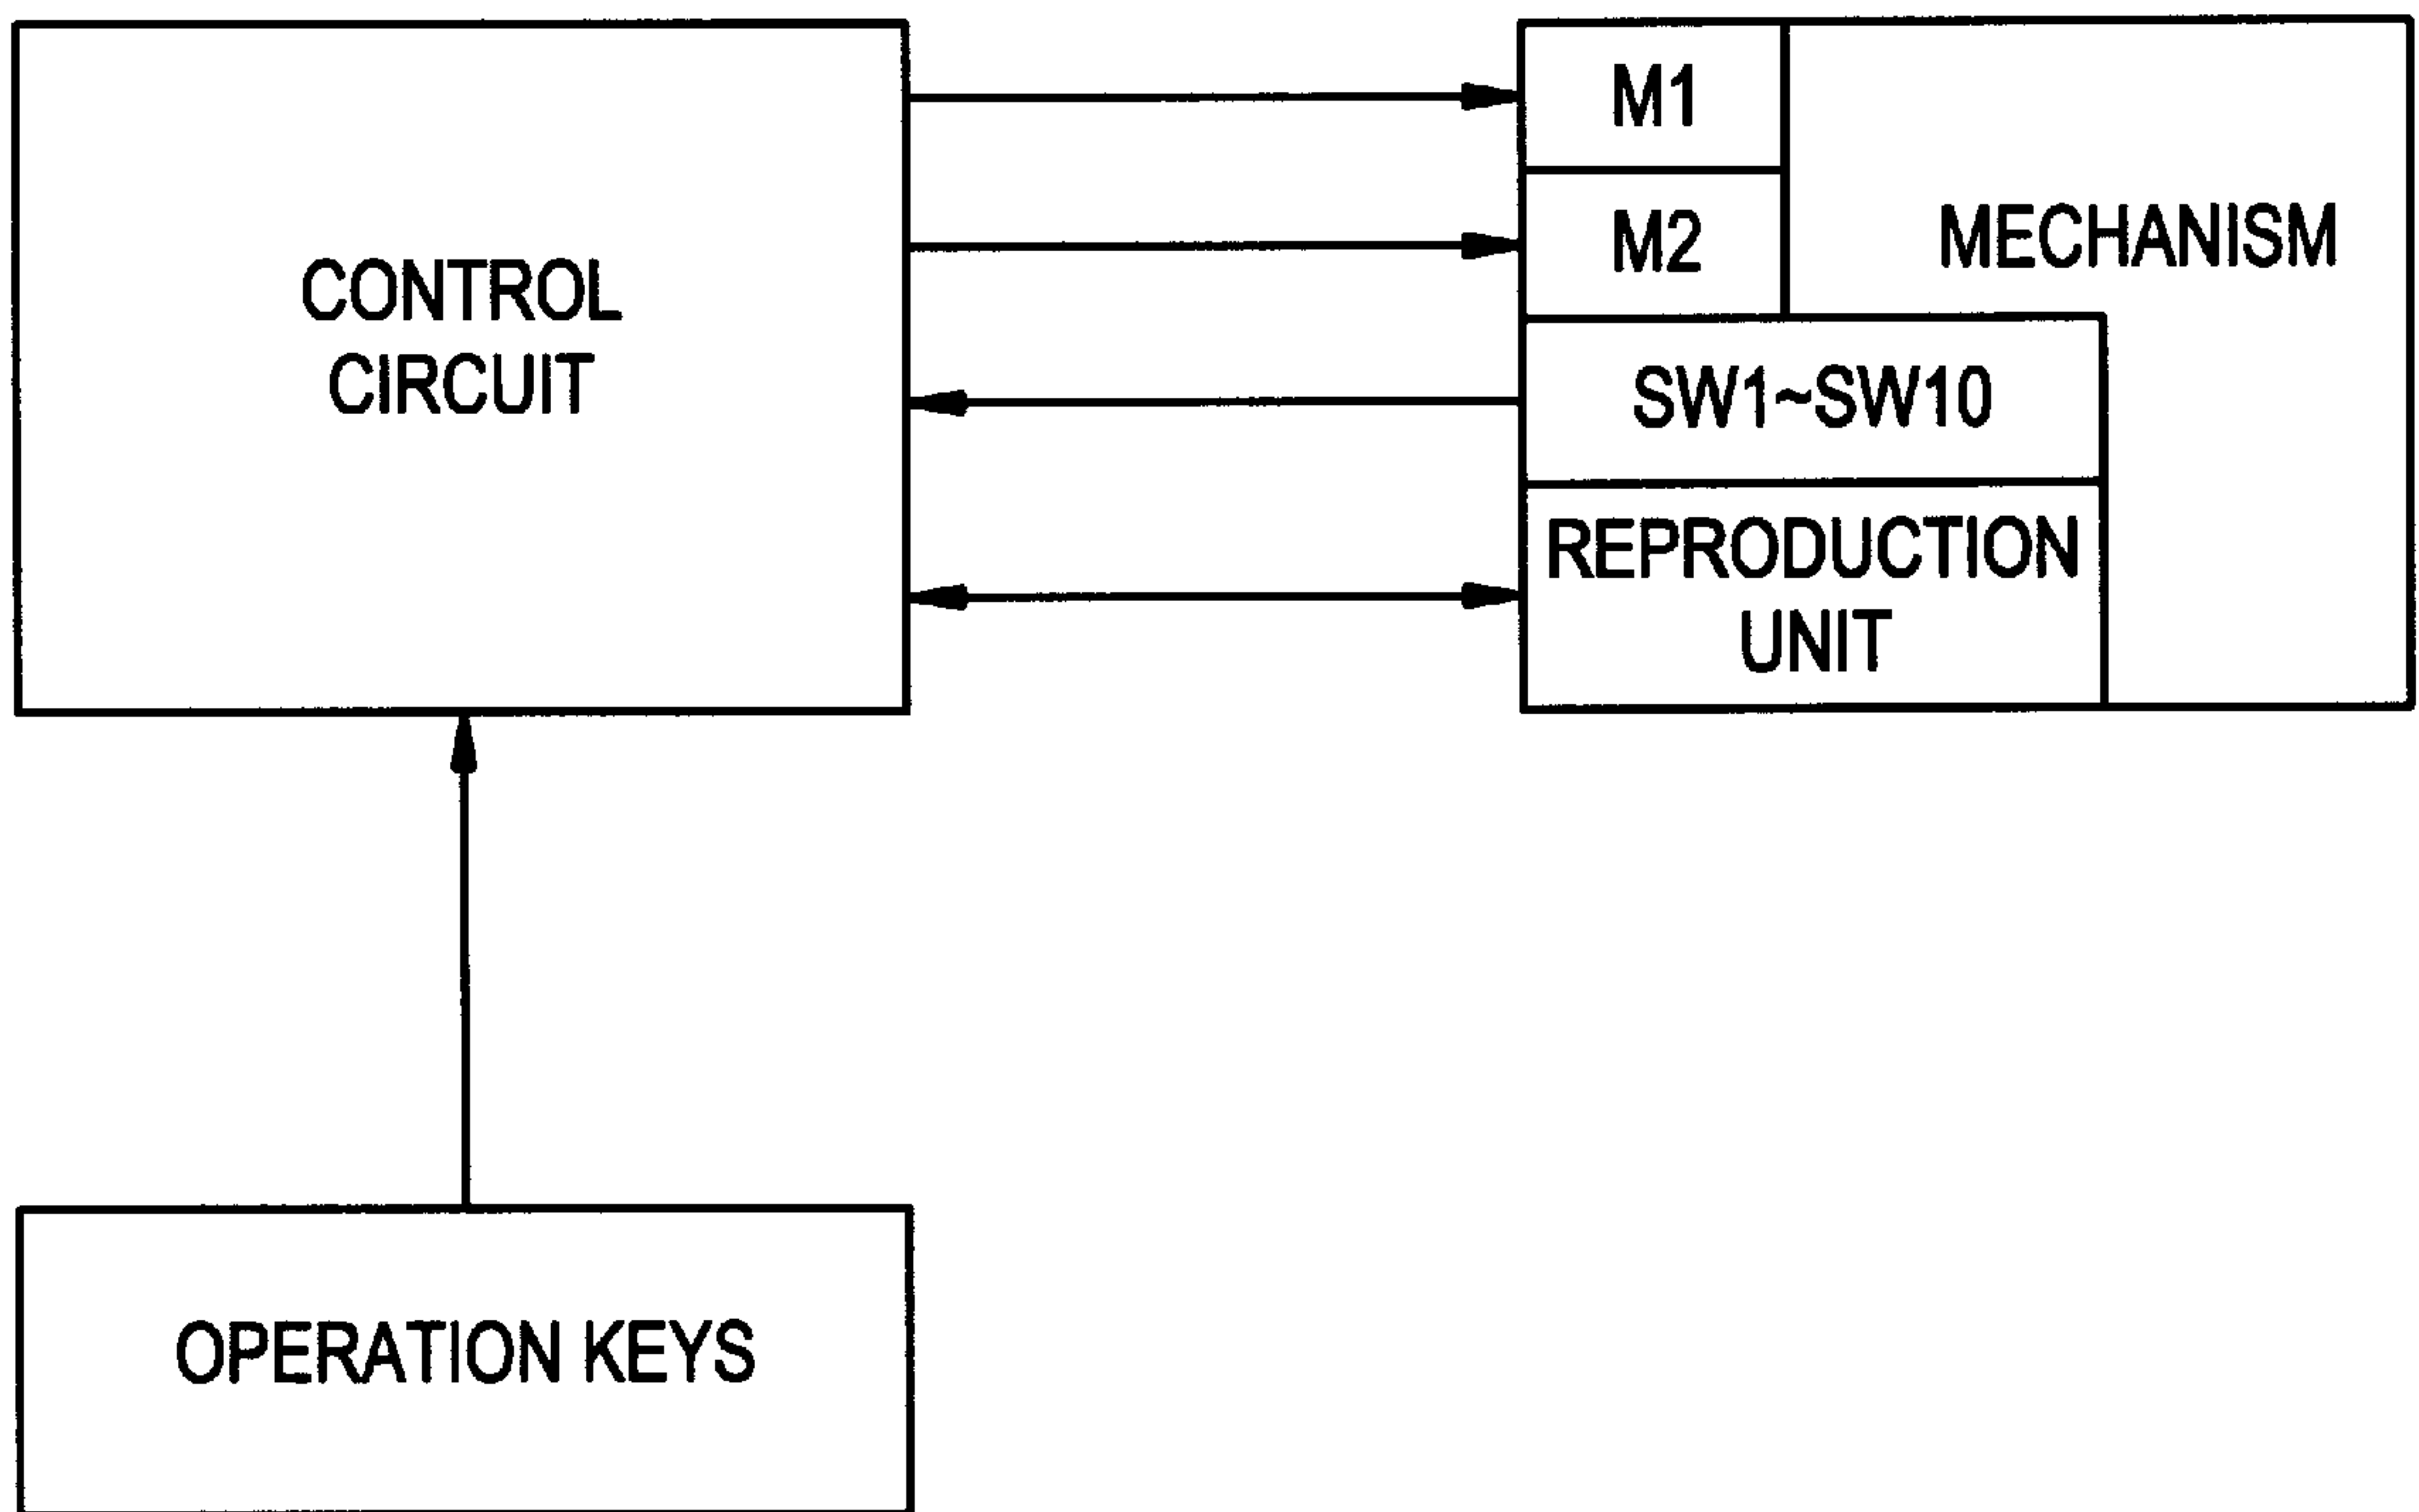 CONTROL
CIRCUIT
M1
M2
MECHANISM
SW1~SW10
REPRODUCTION
UNIT
OPERATION KEYS